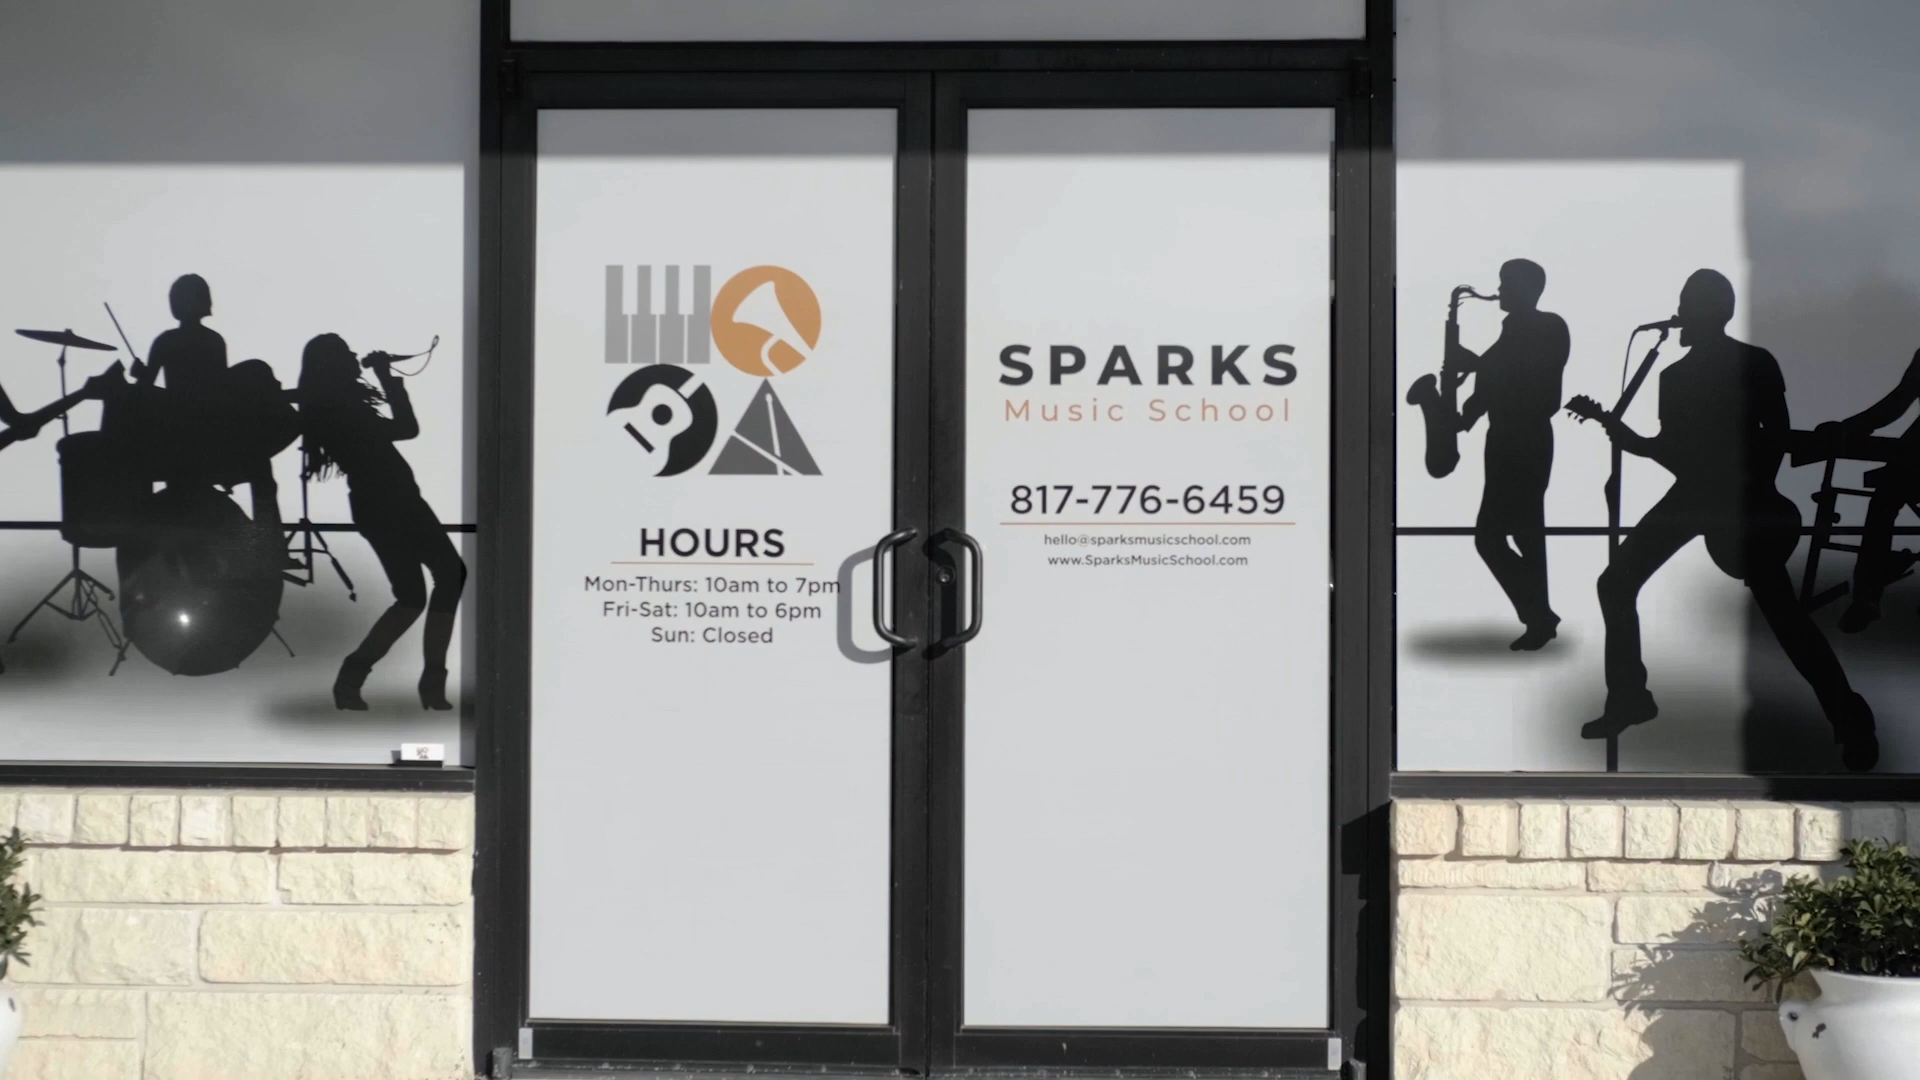 HOURS
Mon-Thurs: 10am to 7pm
Fri-Sat: 10am to 6pm
Sun: Closed
SPARKS
Music School
817-776-6459
hello@sparksmusicschool.com
www.SparksMusicSchool.com